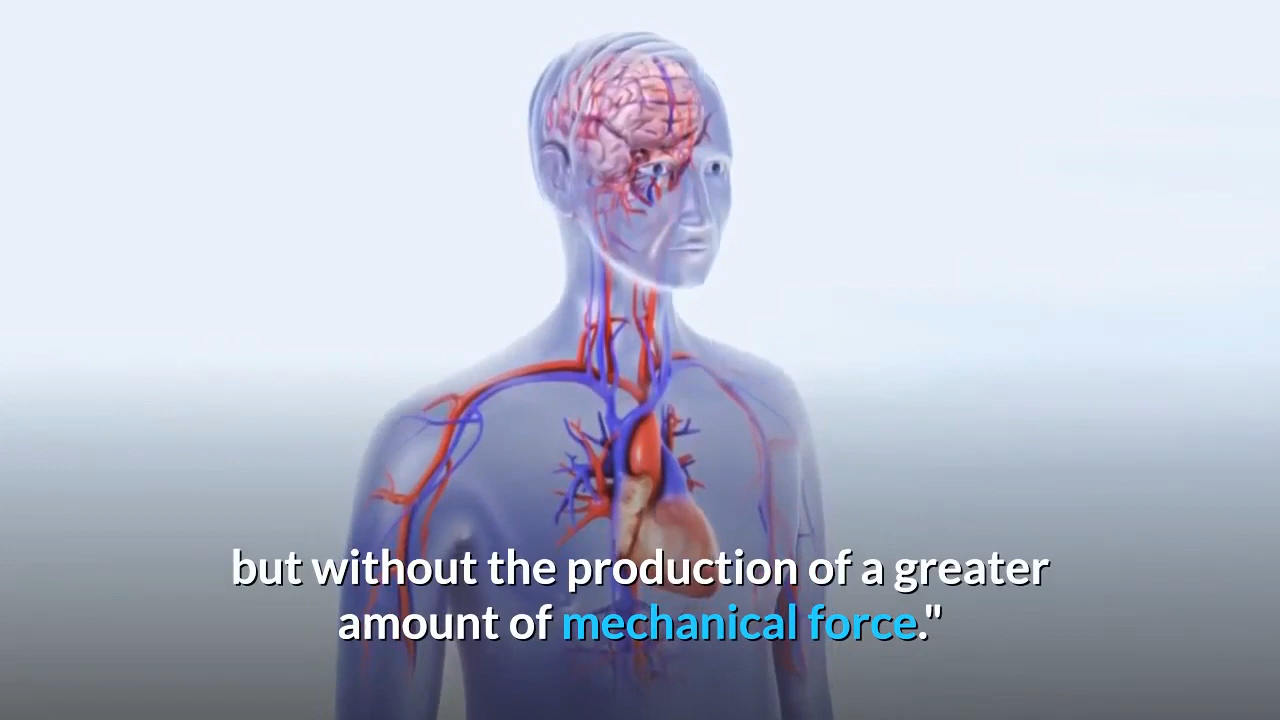 but without the production of a greater
amount of mechanical force."